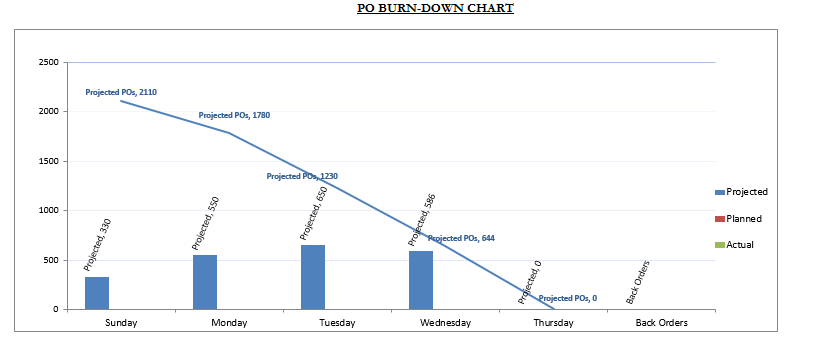 PO BURN-DOWN CHART
2500
2000
1500
1000
500
0
Projected POs, 2110
Projected POs, 1780
Projected POs, 1230
Projected POs, 644
Projected POs, 0
Projected, 330
Projected, 550
Projected, 650
Projected, 586
Projected, 0
Back Orders
Sunday
Monday
Tuesday
Wednesday
Thursday
Back Orders
Projected
Planned
Actual